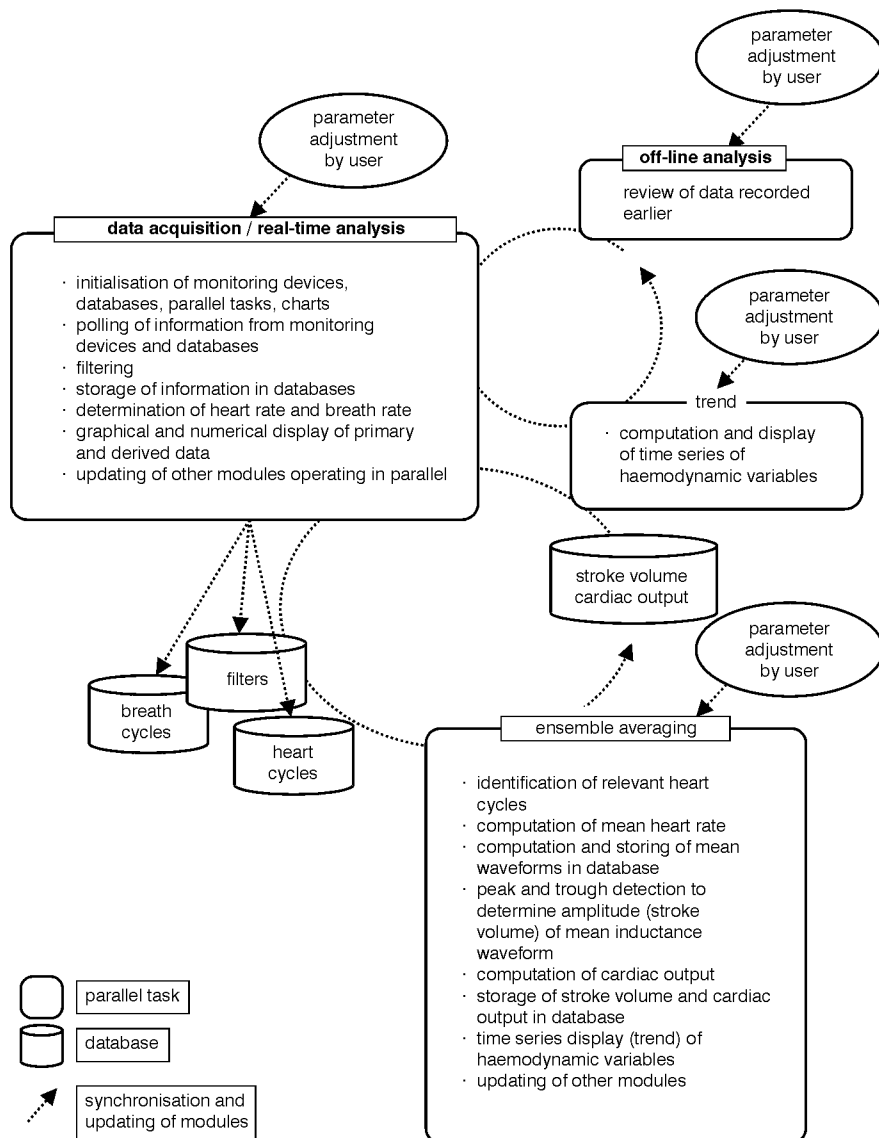 parameter
adjustment
by user
off-line analysis
review of data recorded
earlier
parameter
adjustment
by user
data acquisition / real-time analysis
· initialisation of monitoring devices,
databases, parallel tasks, charts
· polling of information from monitoring
devices and databases
· filtering
· storage of information in databases
· determination of heart rate and breath rate
· graphical and numerical display of primary
and derived data
· updating of other modules operating in parallel
parameter
adjustment
by user
trend
· computation and display
of time series of
haemodynamic variables
stroke volume
cardiac output
breath
cycles
filters
heart
cycles
parameter
adjustment
by user
ensemble averaging
· identification of relevant heart
cycles
· computation of mean heart rate
· computation and storing of mean
waveforms in database
· peak and trough detection to
determine amplitude (stroke
volume) of mean inductance
waveform
· computation of cardiac output
· storage of stroke volume and cardiac
output in database
· time series display (trend) of
haemodynamic variables
· updating of other modules
parallel task
database
synchronisation and
updating of modules